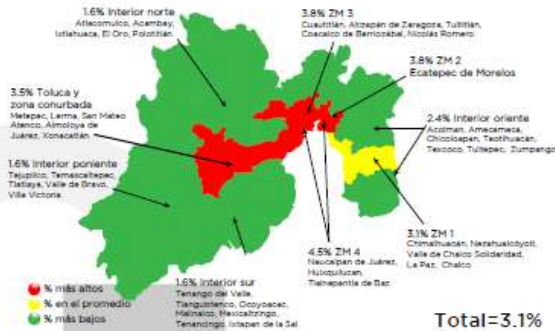 1.6% Interior norte
Atlacomulco, Acambay,
Ixtlahuaca, El Oro, Polotitlán
3.8% ZM 3
Cuautitlán, Atizapán de Zaragoza, Tultitlán,
Coacalco de Berriozábal, Nicolás Romero
3.8% ZM 2
Ecatepec de Morelos
3.5% Toluca y
zona conurbada
Metepec, Lerma, San Mateo
Atenco, Almoloya de
Juárez, Xonacatlán
2.4% Interior oriente
Acolman, Amecameca,
Chicoloapan, Teotihuacán,
Texcoco, Tultepec, Zumpango
1.6% Interior poniente
Tejupilco, Temascaltepec,
Tlatlaya, Valle de Bravo,
Villa Victoria.
3.1% ZM 1
Chimalhuacán, Nezahualcóyotl,
Valle de Chalco Solidaridad,
La Paz, Chalco.
4.5% ZM 4
Naucalpan de Juárez,
Huixquilucan,
Tlalnepantla de Baz
1.6% Interior sur
Tenango del Valle,
Tianguistenco, Ocoyoacac,
Malinalco, Mexicaltzingo,
Tenancingo, Ixtapan de la Sal
% más altos
% en el promedio
% más bajos
Total=3.1%